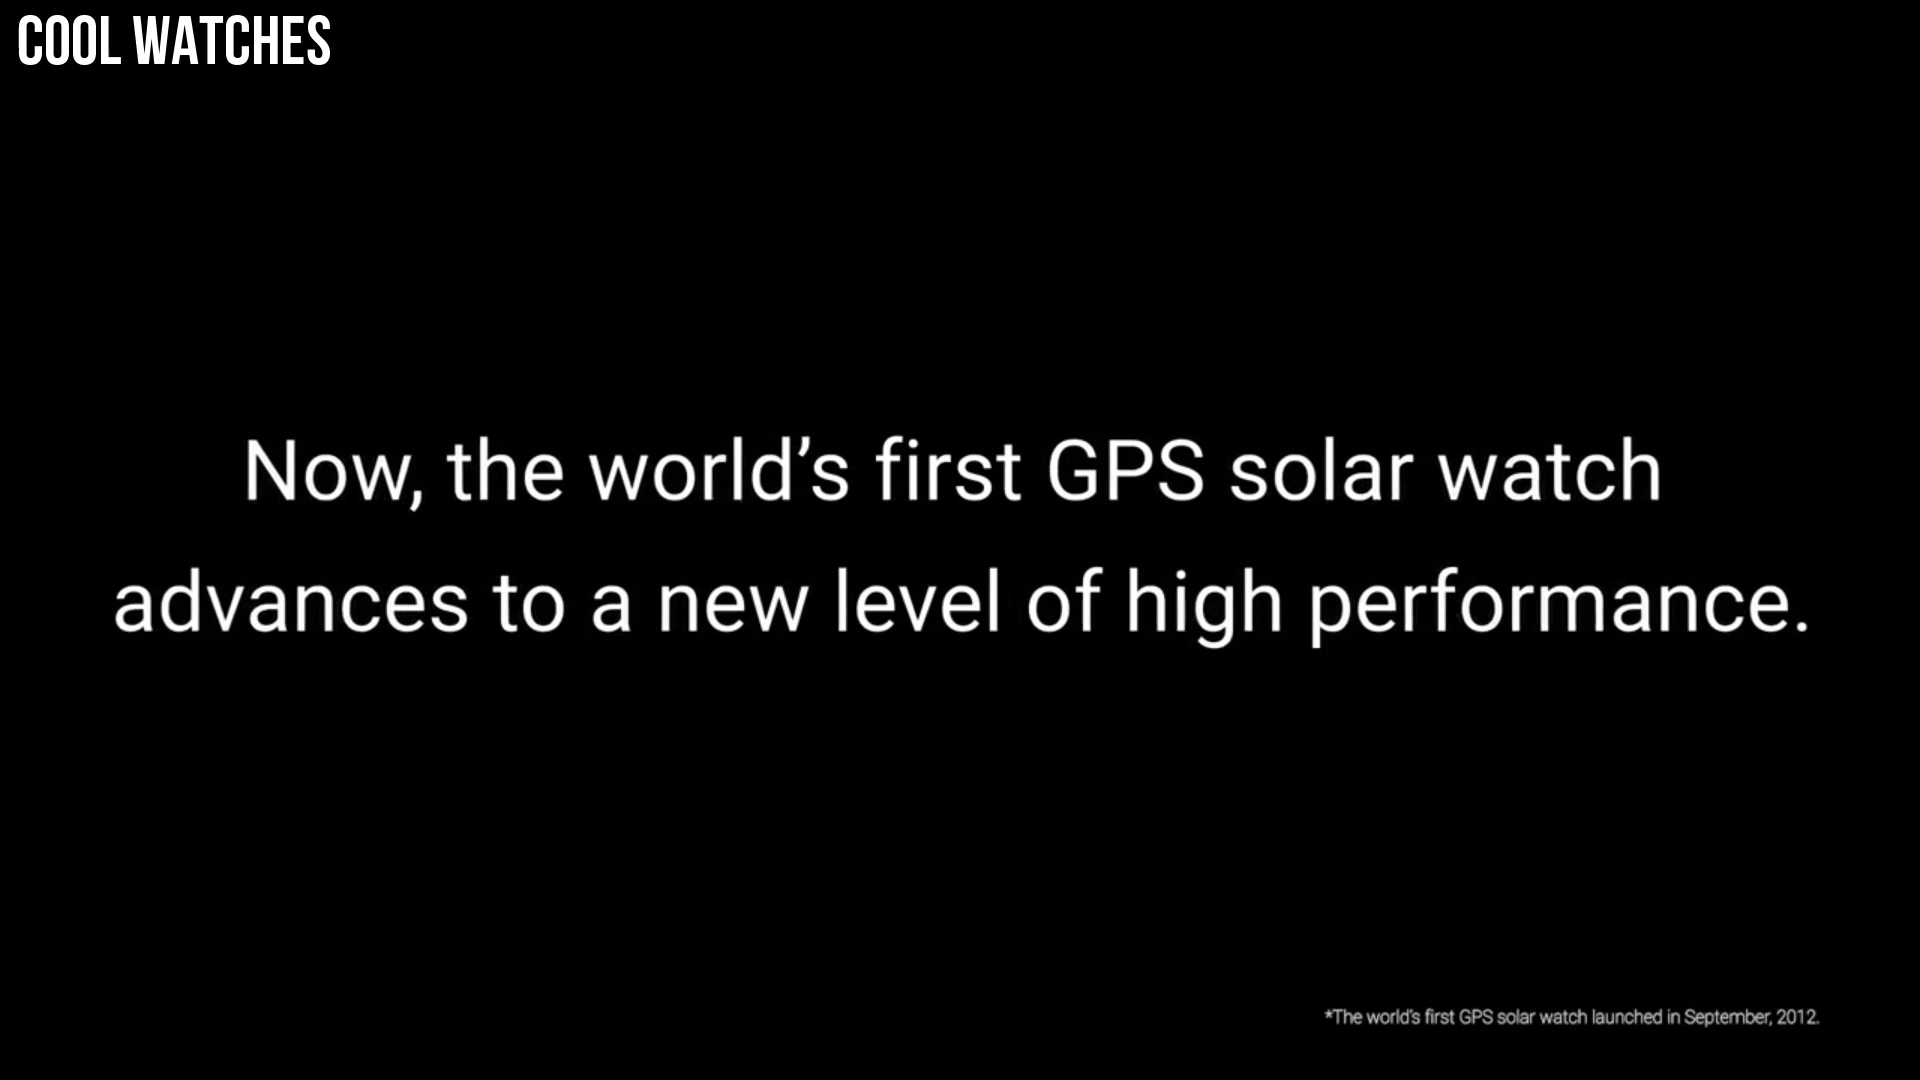 COOL WATCHES
Now, the world’s first GPS solar watch
advances to a new level of high performance.
*The world’s first GPS solar watch launched in September, 2012.